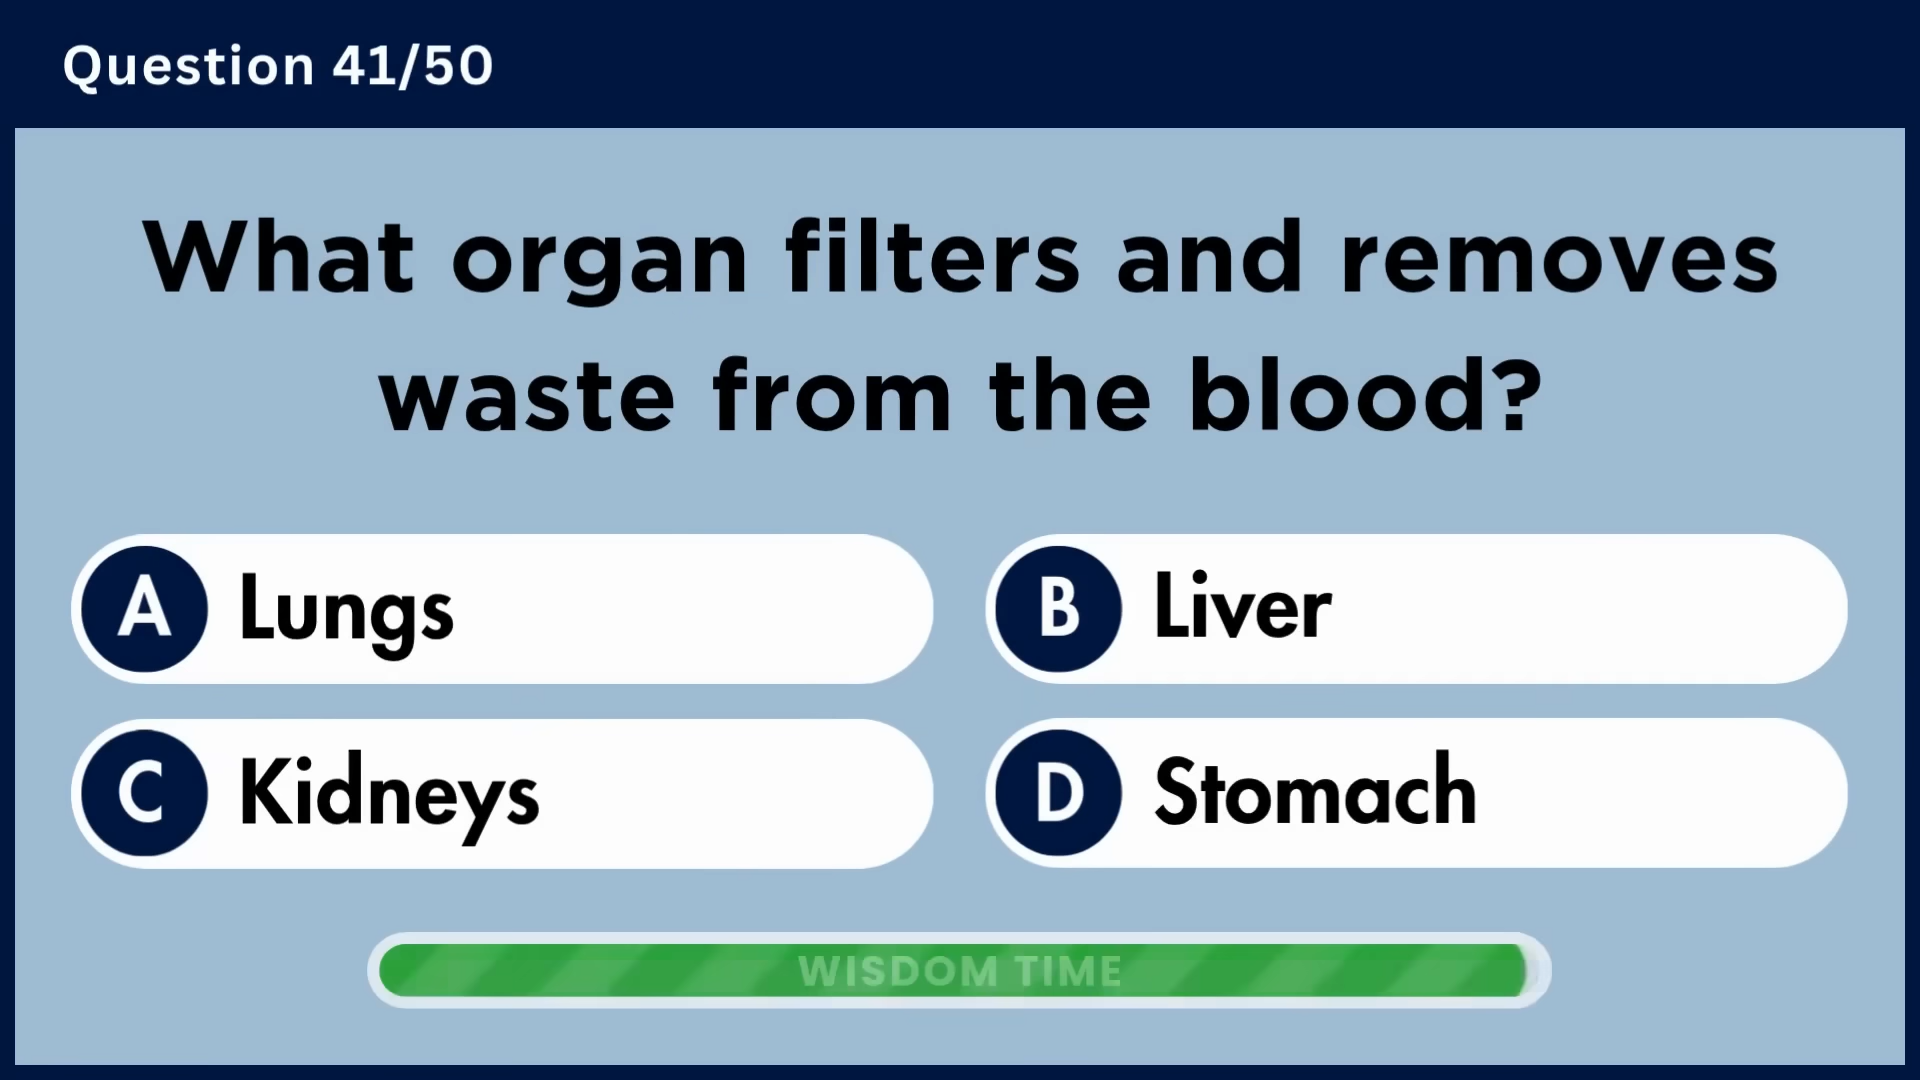 Question 41/50
What organ filters and removes
waste from the blood?
A Lungs
B Liver
C Kidneys
D Stomach
WISDOM TIME